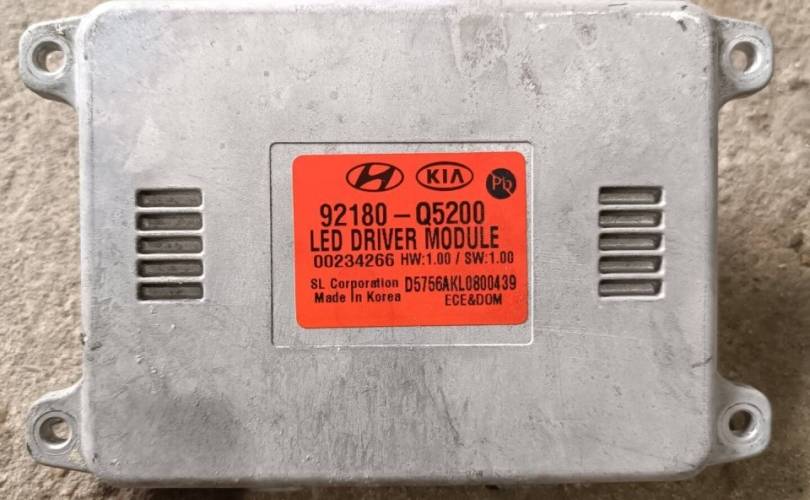 KIA Pb
92180-Q5200
LED DRIVER MODULE
00234266 HW:1.00 / SW:1.00
SL Corporation D5756AKL0800439
Made In Korea ECE&DOM